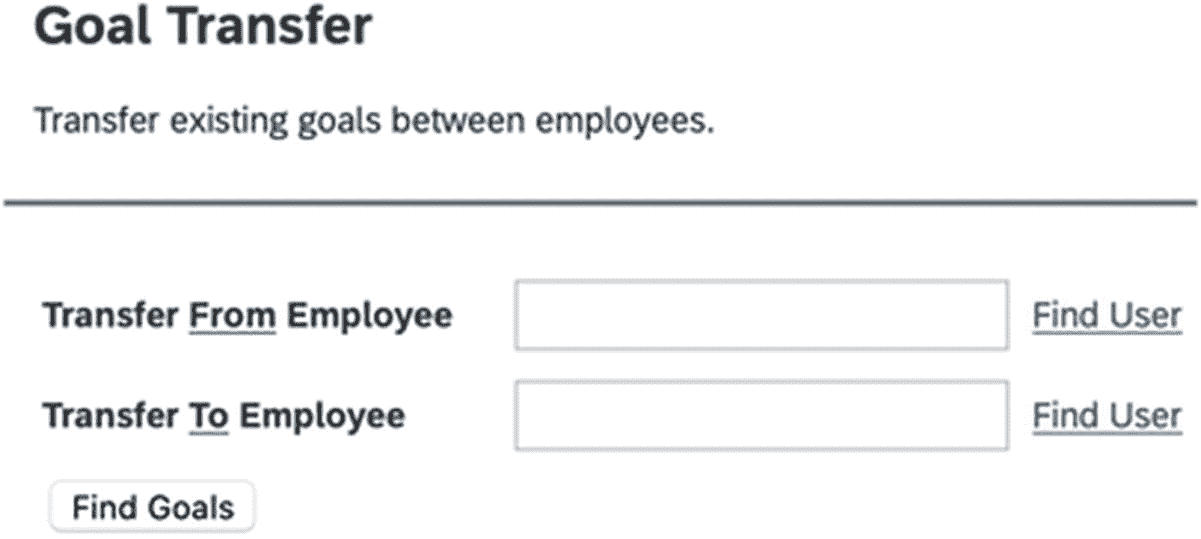 Goal Transfer
Transfer existing goals between employees.
Transfer From Employee Find User
Transfer To Employee Find User
Find Goals